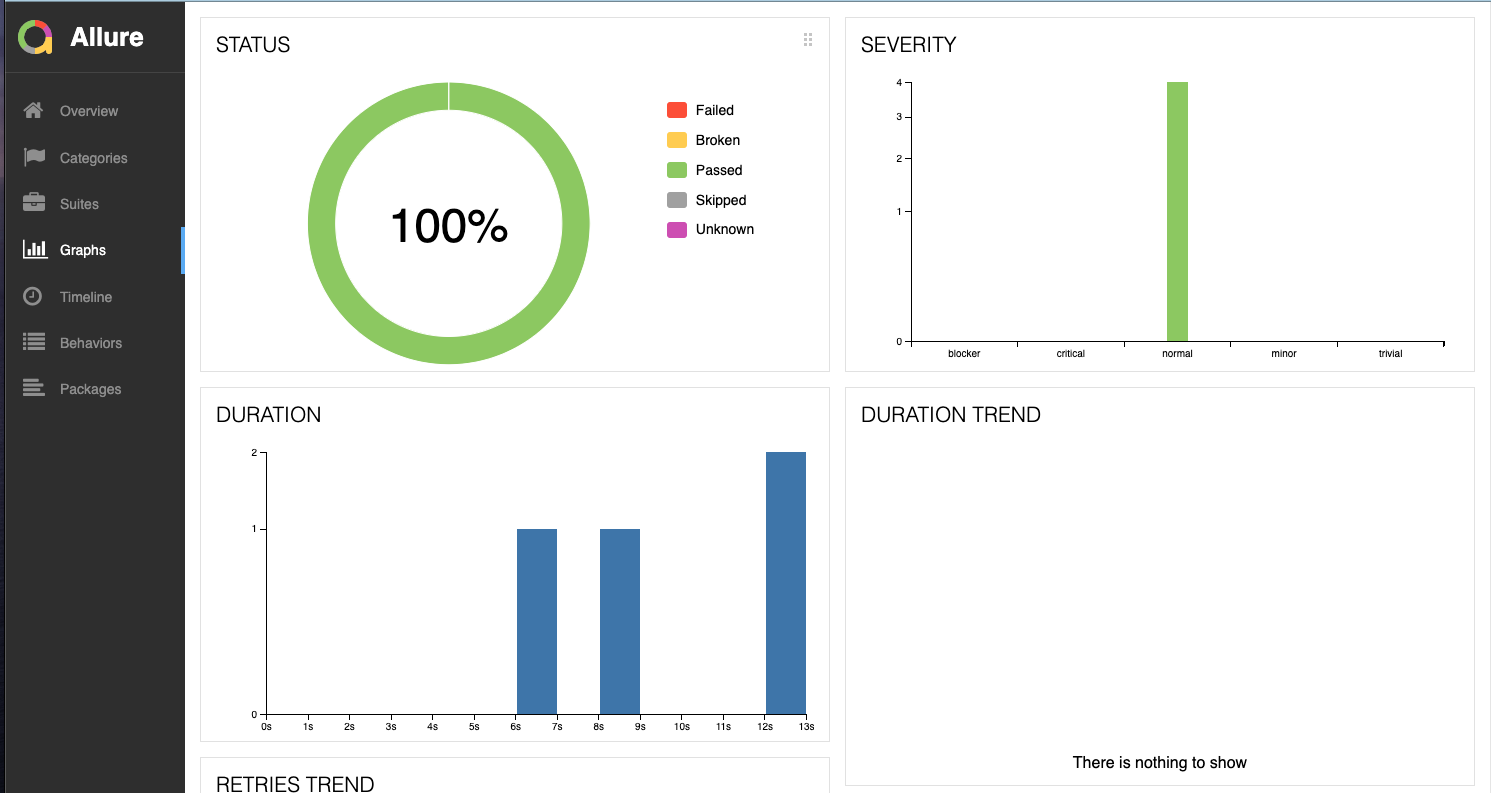 Allure
Overview
Categories
Suites
Graphs
Timeline
Behaviors
Packages
STATUS
100%
Failed
Broken
Passed
Skipped
Unknown
SEVERITY
4
3
2
1
0
blocker critical normal minor trivial
DURATION
2
1
0
0s 1s 2s 3s 4s 5s 6s 7s 8s 9s 10s 11s 12s 13s
DURATION TREND
There is nothing to show
RETRIES TREND